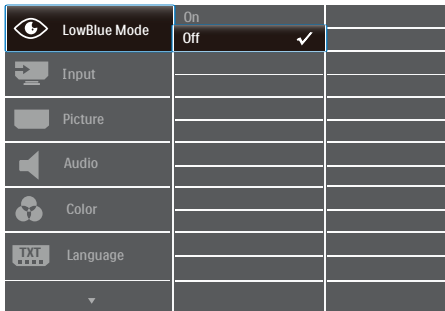 LowBlue Mode
On
Off
Input
Picture
Audio
Color
TXT
Language